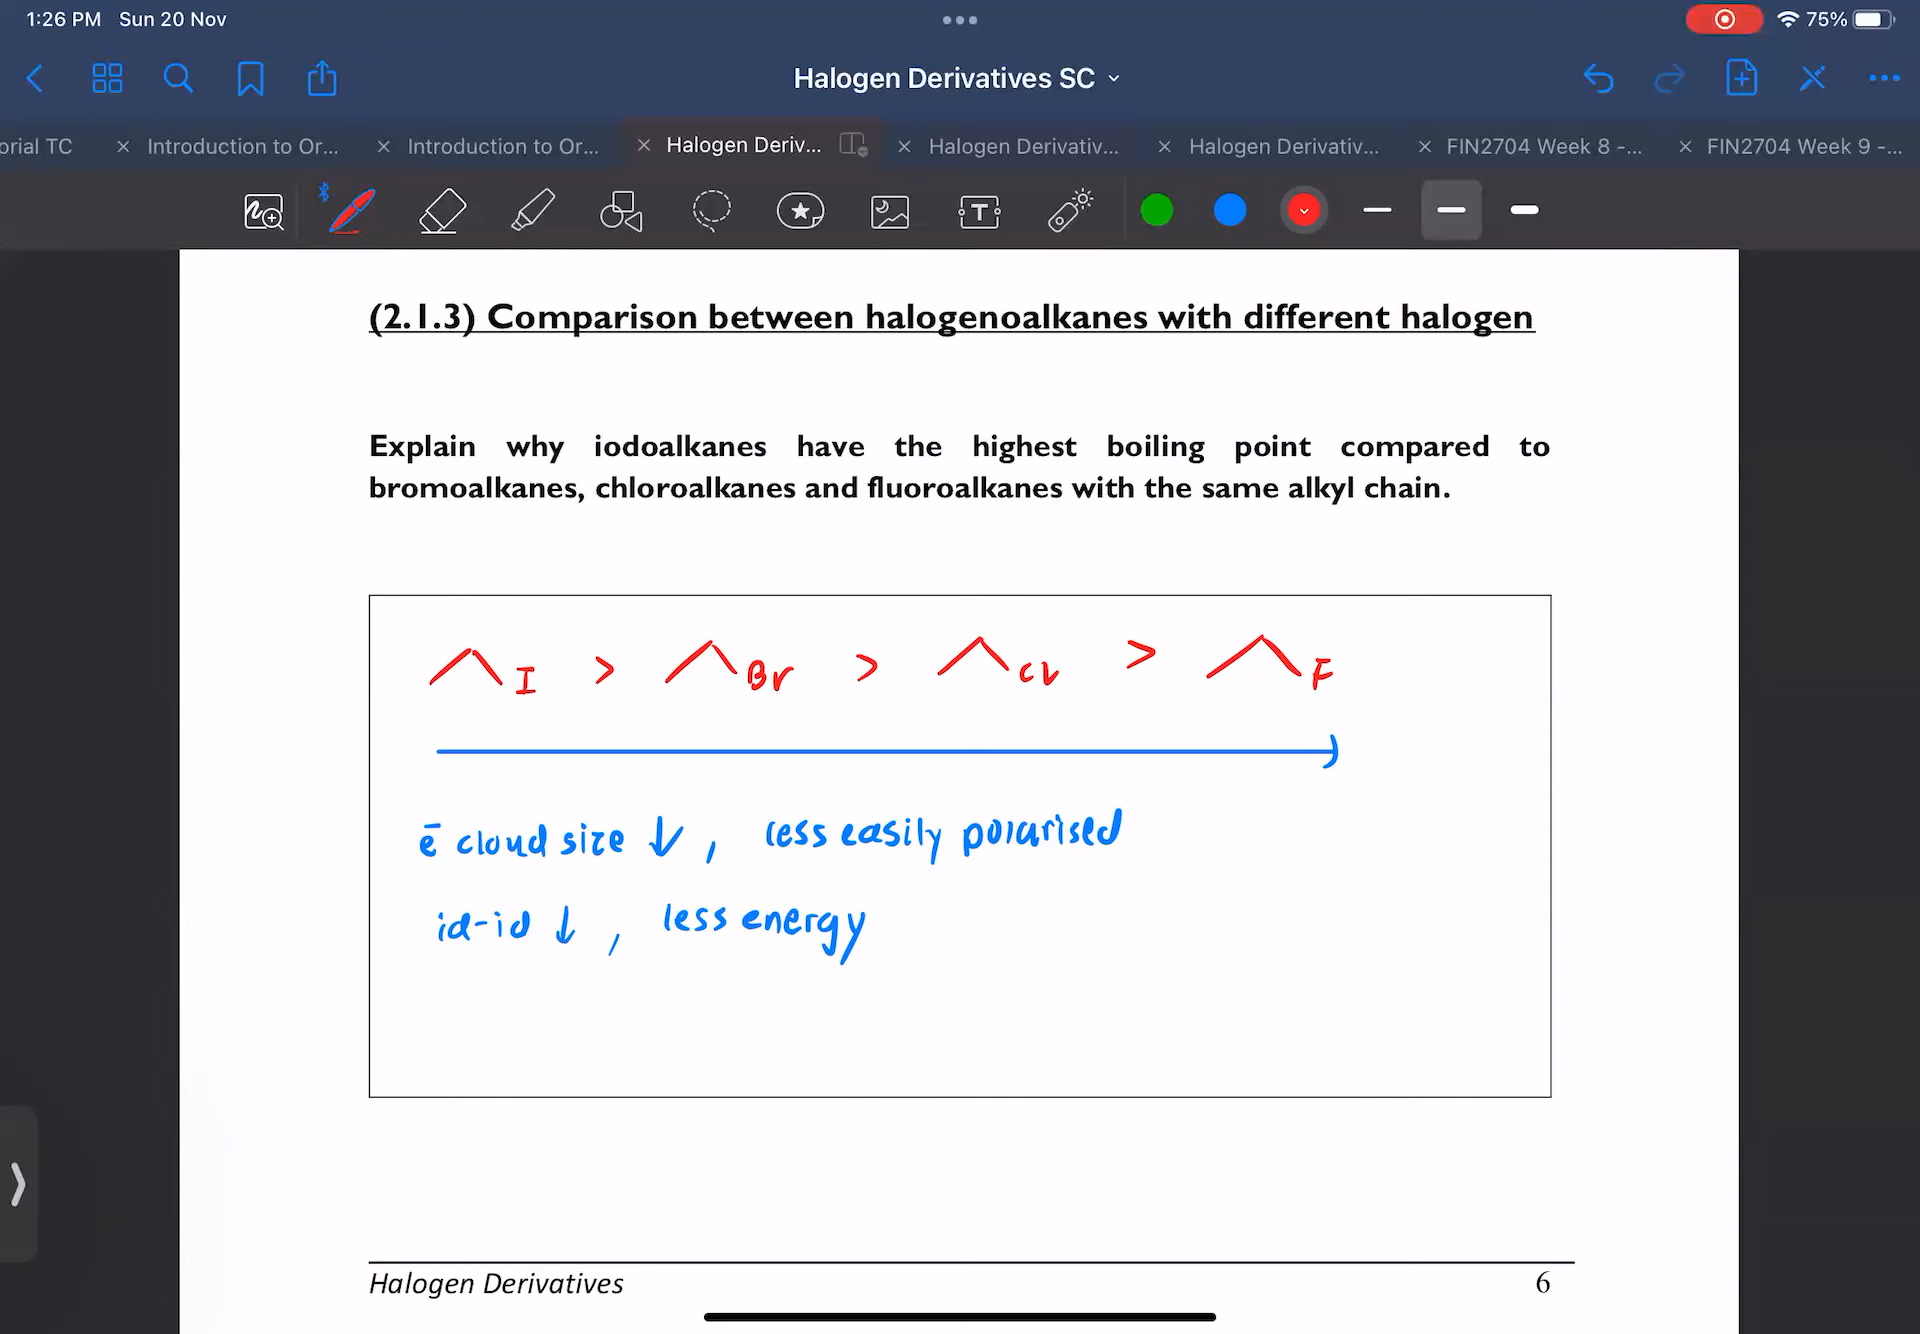 1:26 PM Sun 20 Nov
75%
Halogen Derivatives SC
orial TC
Introduction to Or...
Introduction to Or...
Halogen Deriv...
Halogen Derivativ...
Halogen Derivativ...
FIN2704 Week 8 -...
FIN2704 Week 9 -...
(2.1.3) Comparison between halogenoalkanes with different halogen
Explain why iodoalkanes have the highest boiling point compared to
bromoalkanes, chloroalkanes and fluoroalkanes with the same alkyl chain.
I > Br > Cl > F
ē cloud size ↓, less easily polarised
id-id ↓, less energy
Halogen Derivatives 6